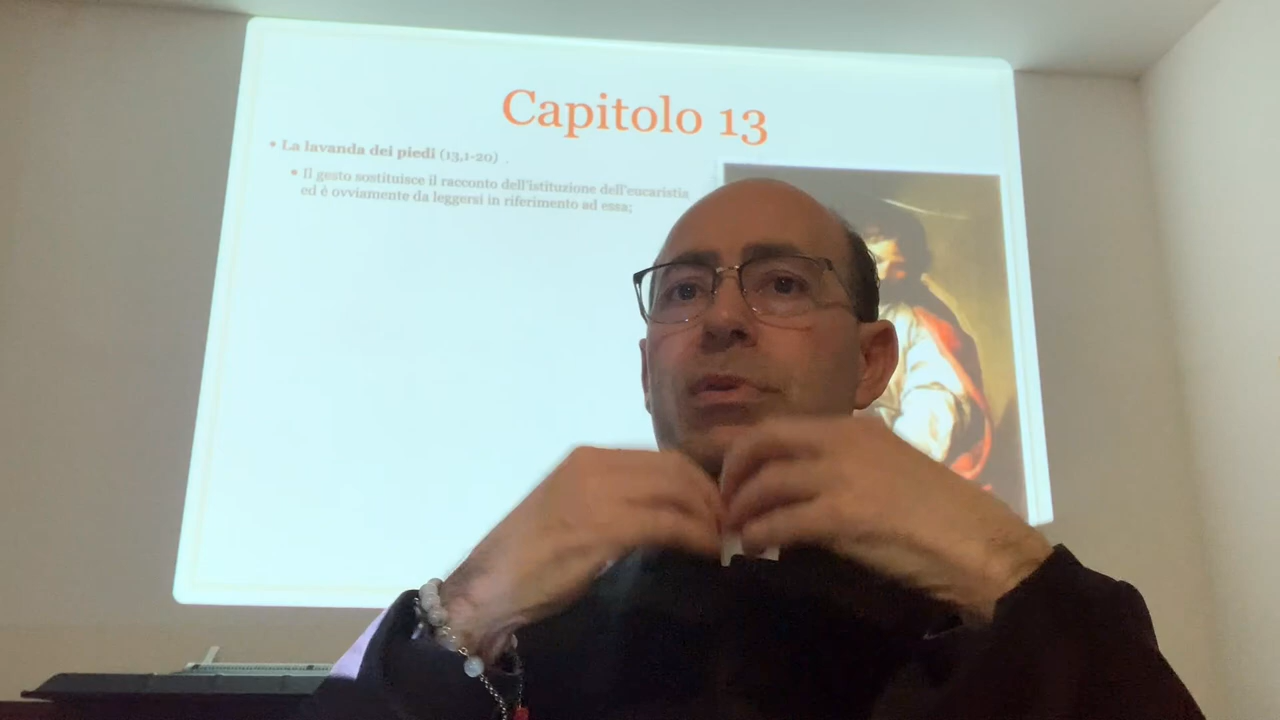 Capitolo 13
• La lavanda dei piedi (13,1-20)
• Il gesto sostituisce il racconto dell'istituzione dell'eucaristia
ed è ovviamente da leggersi in riferimento ad essa;